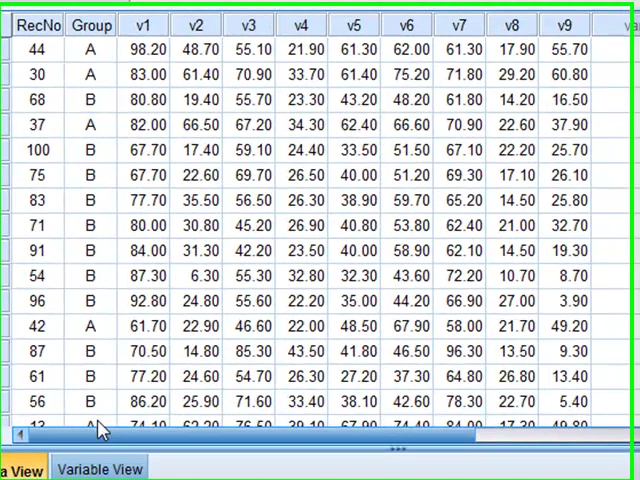 RecNo Group v1 v2 v3 v4 v5 v6 v7 v8 v9
44 A 98.20 48.70 55.10 21.90 61.30 62.00 61.30 17.90 55.70
30 A 83.00 61.40 70.90 33.70 61.40 75.20 71.80 29.20 60.80
68 B 80.80 19.40 55.70 23.30 43.20 48.20 61.80 14.20 16.50
37 A 82.00 66.50 67.20 34.30 62.40 66.60 70.90 22.60 37.90
100 B 67.70 17.40 59.10 24.40 33.50 51.50 67.10 22.20 25.70
75 B 67.70 22.60 69.70 26.50 40.00 51.20 69.30 17.10 26.10
83 B 77.70 35.50 56.50 26.30 38.90 59.70 65.20 14.50 25.80
71 B 80.00 30.80 45.20 26.90 40.80 53.80 62.40 21.00 32.70
91 B 84.00 31.30 42.20 23.50 40.00 58.90 62.10 14.50 19.30
54 B 87.30 6.30 55.30 32.80 32.30 43.60 72.20 10.70 8.70
96 B 92.80 24.80 55.60 22.20 35.00 44.20 66.90 27.00 3.90
42 A 61.70 22.90 46.60 22.00 48.50 67.90 58.00 21.70 49.20
87 B 70.50 14.80 85.30 43.50 41.80 46.50 96.30 13.50 9.30
61 B 77.20 24.60 54.70 26.30 27.20 37.30 64.80 26.80 13.40
56 B 86.20 25.90 71.60 33.40 38.10 42.60 78.30 22.70 5.40
a View Variable View